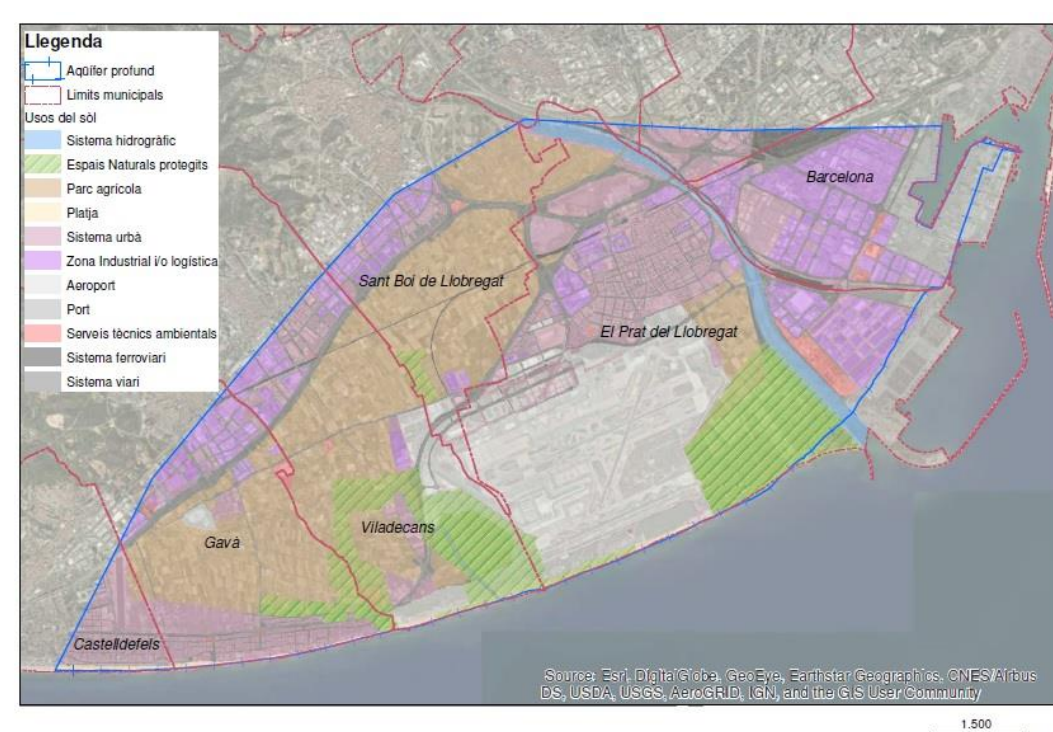 Llegenda
Aqüífer profund
Limits municipals
Usos del sòl
Sistema hidrogràfic
Espais Naturals protegits
Parc agrícola
Platja
Sistema urbà
Zona Industrial i/o logística
Aeroport
Port
Serveis tècnics ambientals
Sistema ferroviari
Sistema viari
Barcelona
Sant Boi de Llobregat
El Prat del Llobregat
Viladecans
Gavà
Castelldefels
Source: Esri, DigitalGlobe, GeoEye, Earthstar Geographics, CNES/Airbus
DS, USDA, USGS, AeroGRID, IGN, and the GIS User Community
1.500